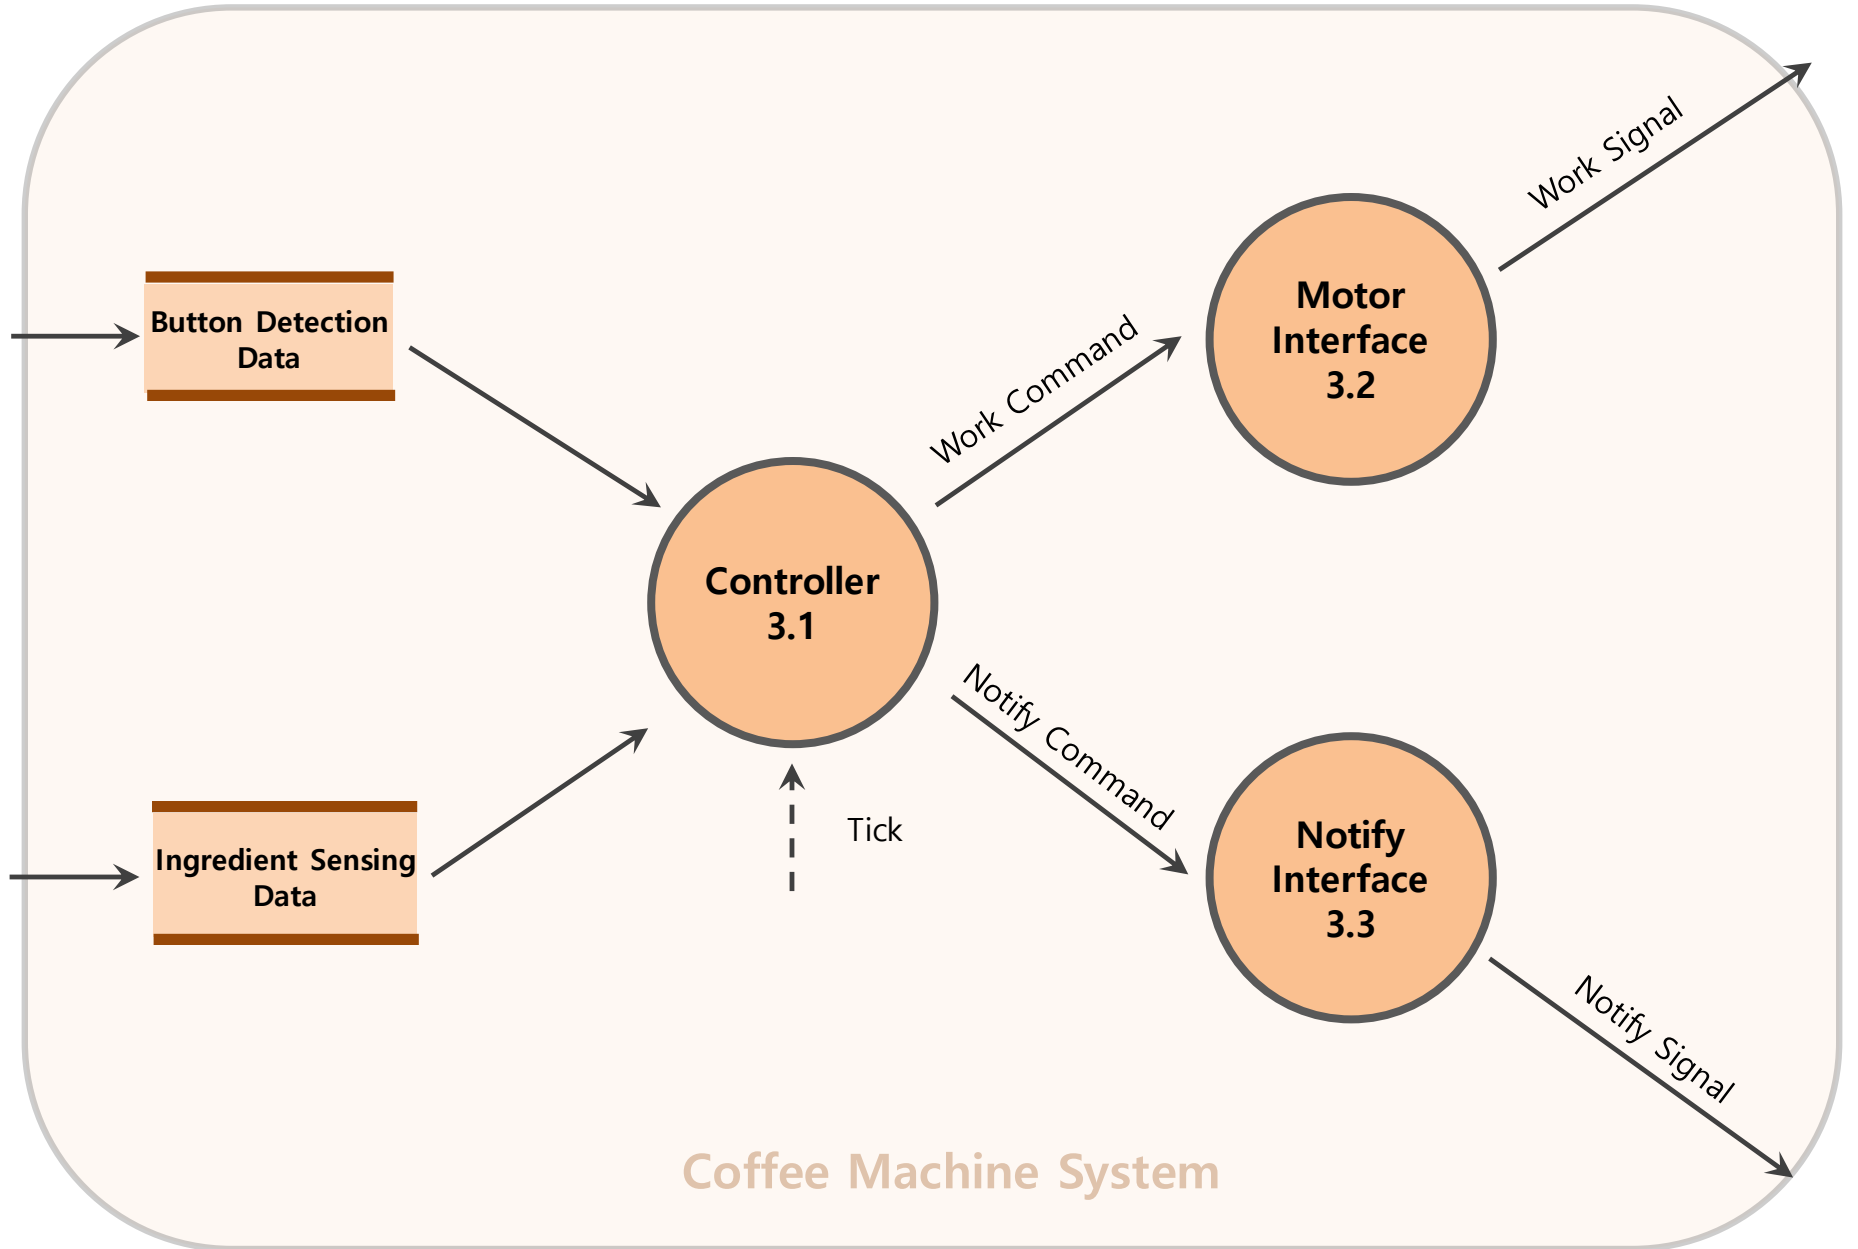 Work Signal
Motor
Interface
3.2
Button Detection
Data
Work Command
Controller
3.1
Notify Command
Tick
Ingredient Sensing
Data
Notify
Interface
3.3
Notify Signal
Coffee Machine System